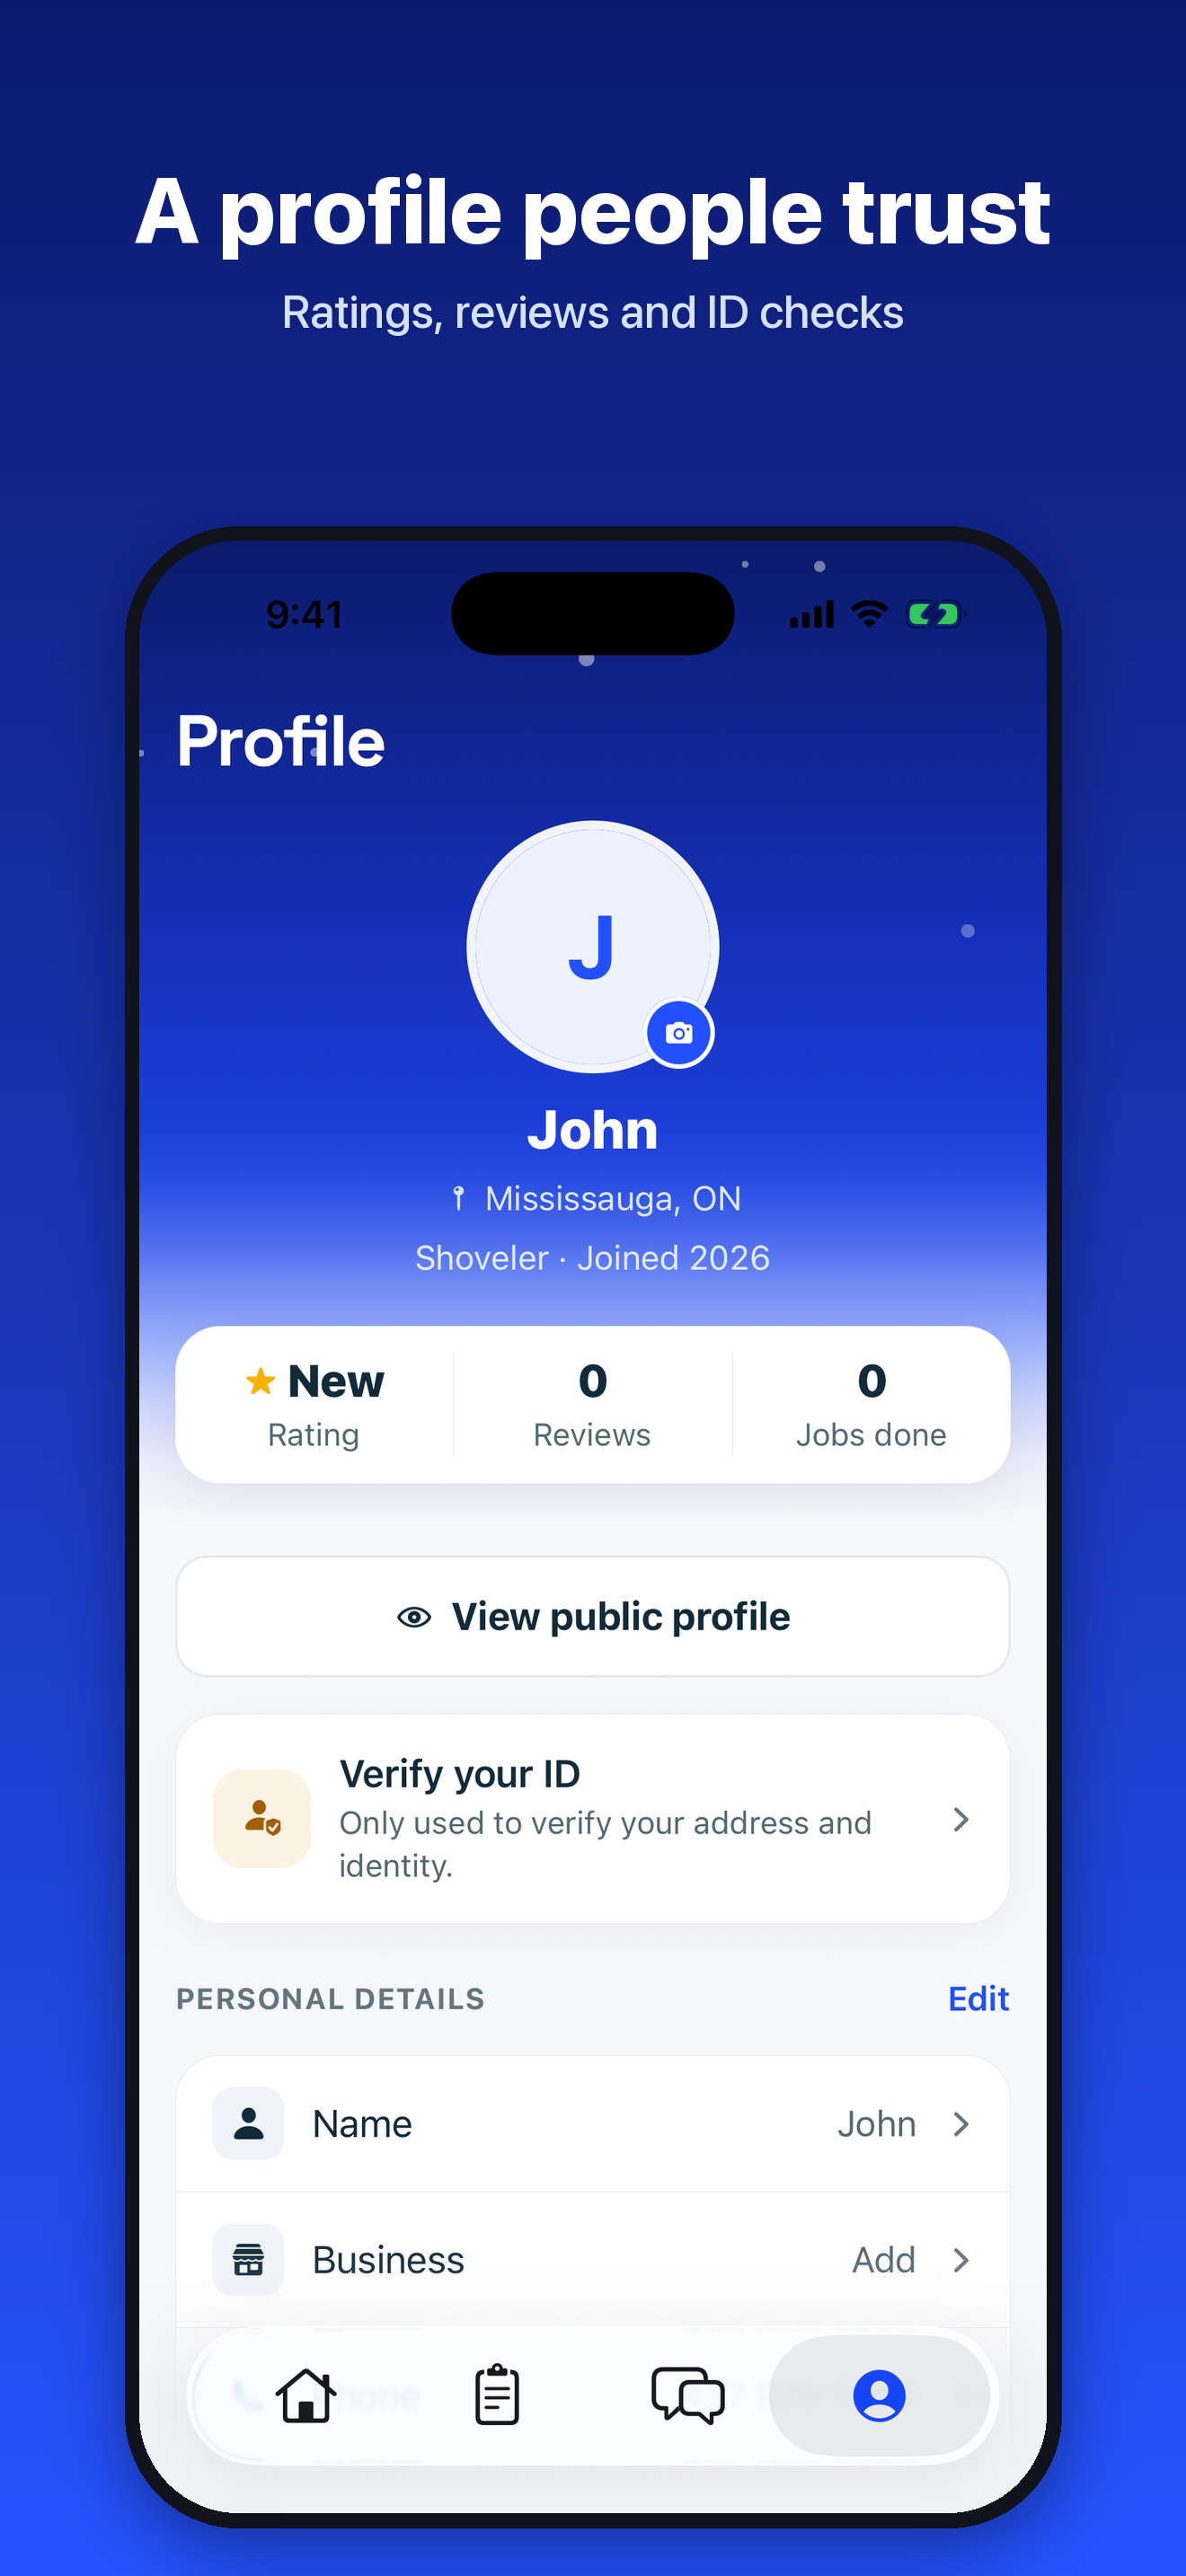 A profile people trust
Ratings, reviews and ID checks
9:41
Profile
J
John
Mississauga, ON
Shoveler · Joined 2026
New
Rating
0
Reviews
0
Jobs done
View public profile
Verify your ID
Only used to verify your address and
identity.
PERSONAL DETAILS
Edit
Name
John
Business
Add